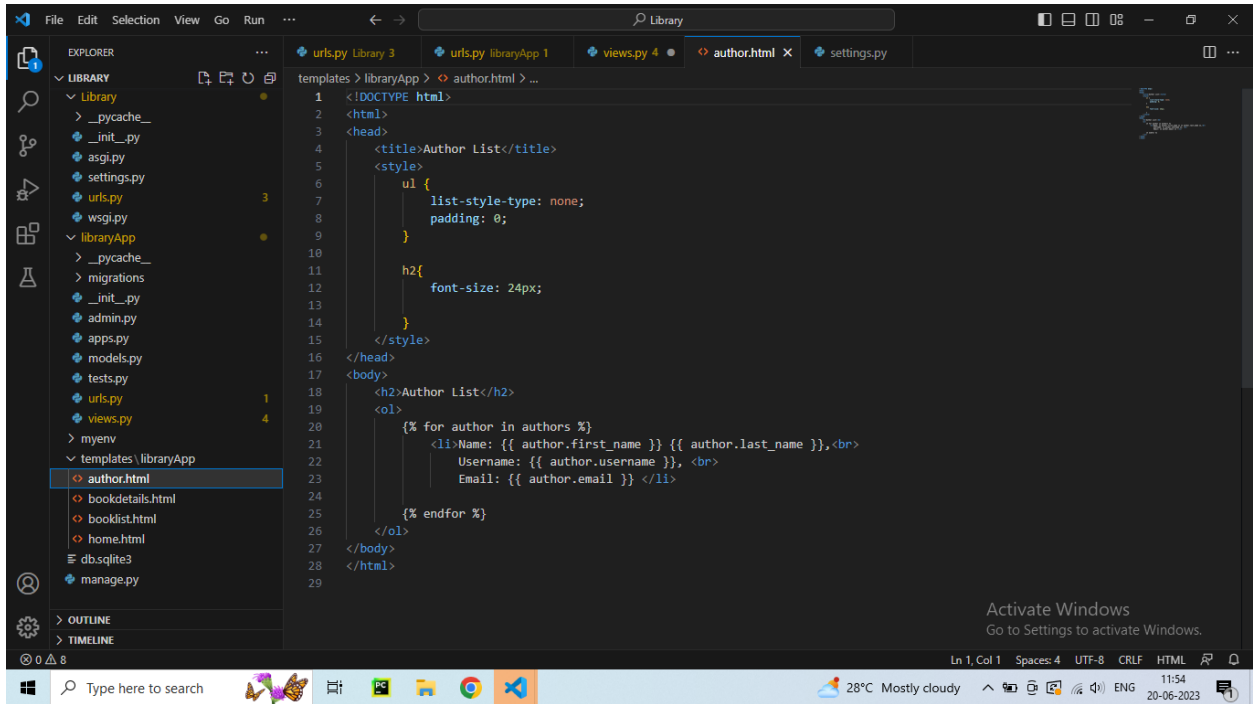 File Edit Selection View Go Run ··· ← → Library
EXPLORER ···
urls.py Library 3 urls.py libraryApp 1 views.py 4 ● author.html × settings.py ···
LIBRARY
templates > libraryApp > author.html > ...
Library
__pycache__
__init__.py
asgi.py
settings.py
urls.py 3
wsgi.py
libraryApp
__pycache__
migrations
__init__.py
admin.py
apps.py
models.py
tests.py
urls.py 1
views.py 4
myenv
templates\libraryApp
author.html
bookdetails.html
booklist.html
home.html
db.sqlite3
manage.py
OUTLINE
TIMELINE
1 <!DOCTYPE html>
2 <html>
3 <head>
4 <title>Author List</title>
5 <style>
6 ul {
7 list-style-type: none;
8 padding: 0;
9 }
10
11 h2{
12 font-size: 24px;
13
14 }
15 </style>
16 </head>
17 <body>
18 <h2>Author List</h2>
19 <ol>
20 {% for author in authors %}
21 <li>Name: {{ author.first_name }} {{ author.last_name }},<br>
22 Username: {{ author.username }}, <br>
23 Email: {{ author.email }} </li>
24
25 {% endfor %}
26 </ol>
27 </body>
28 </html>
29
Activate Windows
Go to Settings to activate Windows.
1
0 8 Ln 1, Col 1 Spaces: 4 UTF-8 CRLF HTML
Type here to search PC 28°C Mostly cloudy ENG 11:54
20-06-2023 1